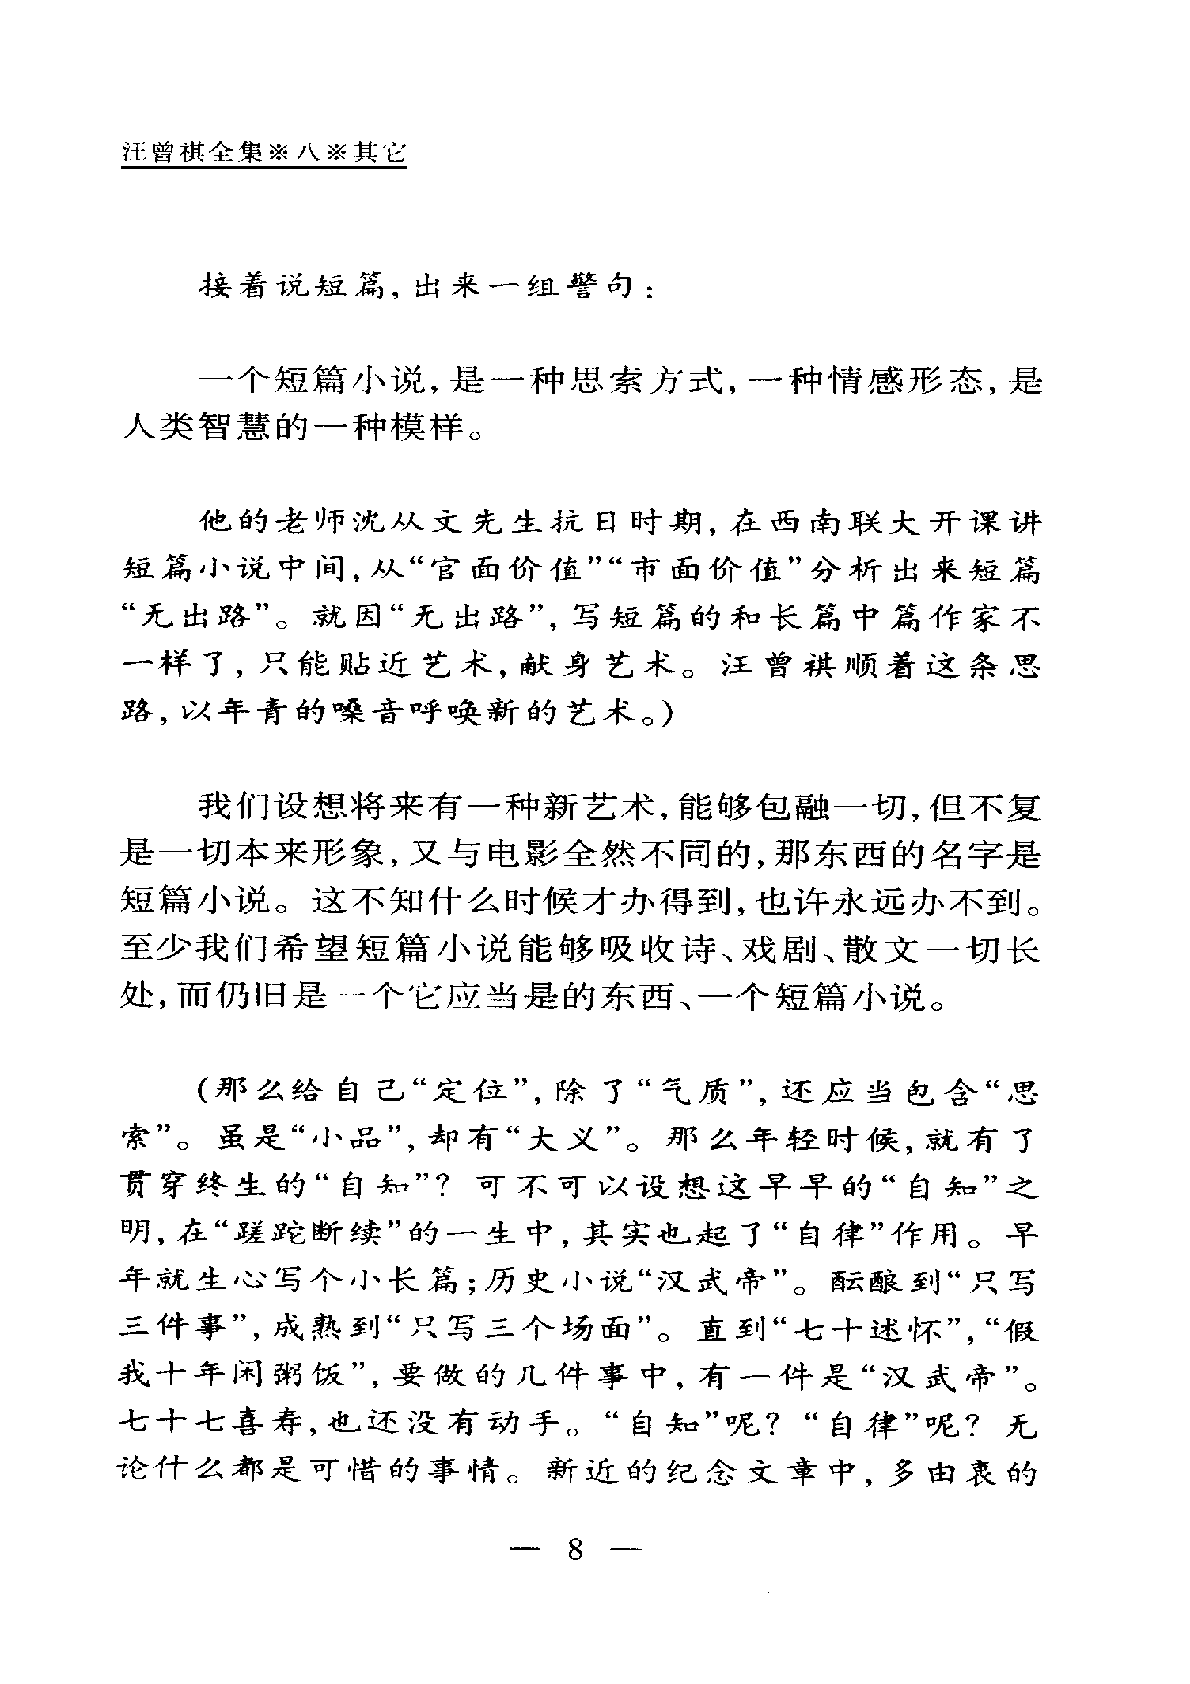 汪曾祺全集※八※其它
接着说短篇,出来一组警句:
一个短篇小说,是一种思索方式,一种情感形态,是
人类智慧的一种模样。
他的老师沈从文先生抗日时期,在西南联大开课讲
短篇小说中间,从“官面价值”“市面价值”分析出来短篇
“无出路”。就因“无出路”,写短篇的和长篇中篇作家不
一样了,只能贴近艺术,献身艺术。汪曾祺顺着这条思
路,以年青的嗓音呼唤新的艺术。)
我们设想将来有一种新艺术,能够包融一切,但不复
是一切本来形象,又与电影全然不同的,那东西的名字是
短篇小说。这不知什么时候才办得到,也许永远办不到。
至少我们希望短篇小说能够吸收诗、戏剧、散文一切长
处,而仍旧是一个它应当是的东西、一个短篇小说。
(那么给自己“定位”,除了“气质”,还应当包含“思
索”。虽是“小品”,却有“大义”。那么年轻时候,就有了
贯穿终生的“自知”?可不可以设想这早早的“自知”之
明,在“蹉跎断续”的一生中,其实也起了“自律”作用。早
年就生心写个小长篇;历史小说“汉武帝”。酝酿到“只写
三件事”,成熟到“只写三个场面”。直到“七十述怀”,“假
我十年闲粥饭”,要做的几件事中,有一件是“汉武帝”。
七十七喜寿,也还没有动手。“自知”呢?“自律”呢?无
论什么都是可惜的事情。新近的纪念文章中,多由衷的
— 8 —